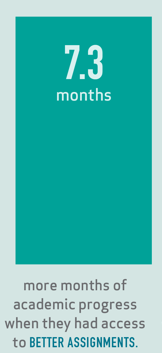 7.3
months
more months of
academic progress
when they had access
to BETTER ASSIGNMENTS.